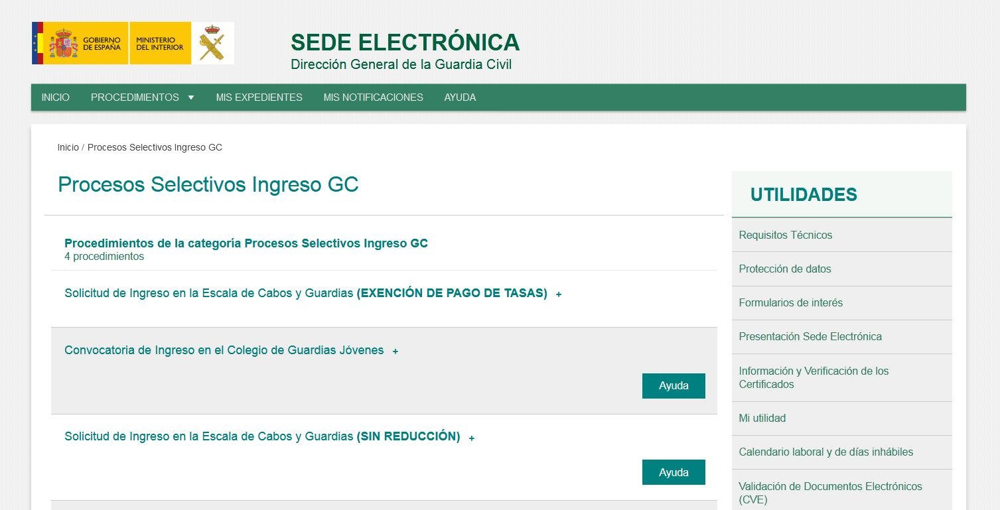 GOBIERNO
DE ESPAÑA
MINISTERIO
DEL INTERIOR
SEDE ELECTRÓNICA
Dirección General de la Guardia Civil
INICIO PROCEDIMIENTOS ▼ MIS EXPEDIENTES MIS NOTIFICACIONES AYUDA
Inicio / Procesos Selectivos Ingreso GC
Procesos Selectivos Ingreso GC
Procedimientos de la categoría Procesos Selectivos Ingreso GC
4 procedimientos
Solicitud de Ingreso en la Escala de Cabos y Guardias (EXENCIÓN DE PAGO DE TASAS) +
Convocatoria de Ingreso en el Colegio de Guardias Jóvenes +
Ayuda
Solicitud de Ingreso en la Escala de Cabos y Guardias (SIN REDUCCIÓN) +
Ayuda
UTILIDADES
Requisitos Técnicos
Protección de datos
Formularios de interés
Presentación Sede Electrónica
Información y Verificación de los
Certificados
Mi utilidad
Calendario laboral y de días inhábiles
Validación de Documentos Electrónicos
(CVE)